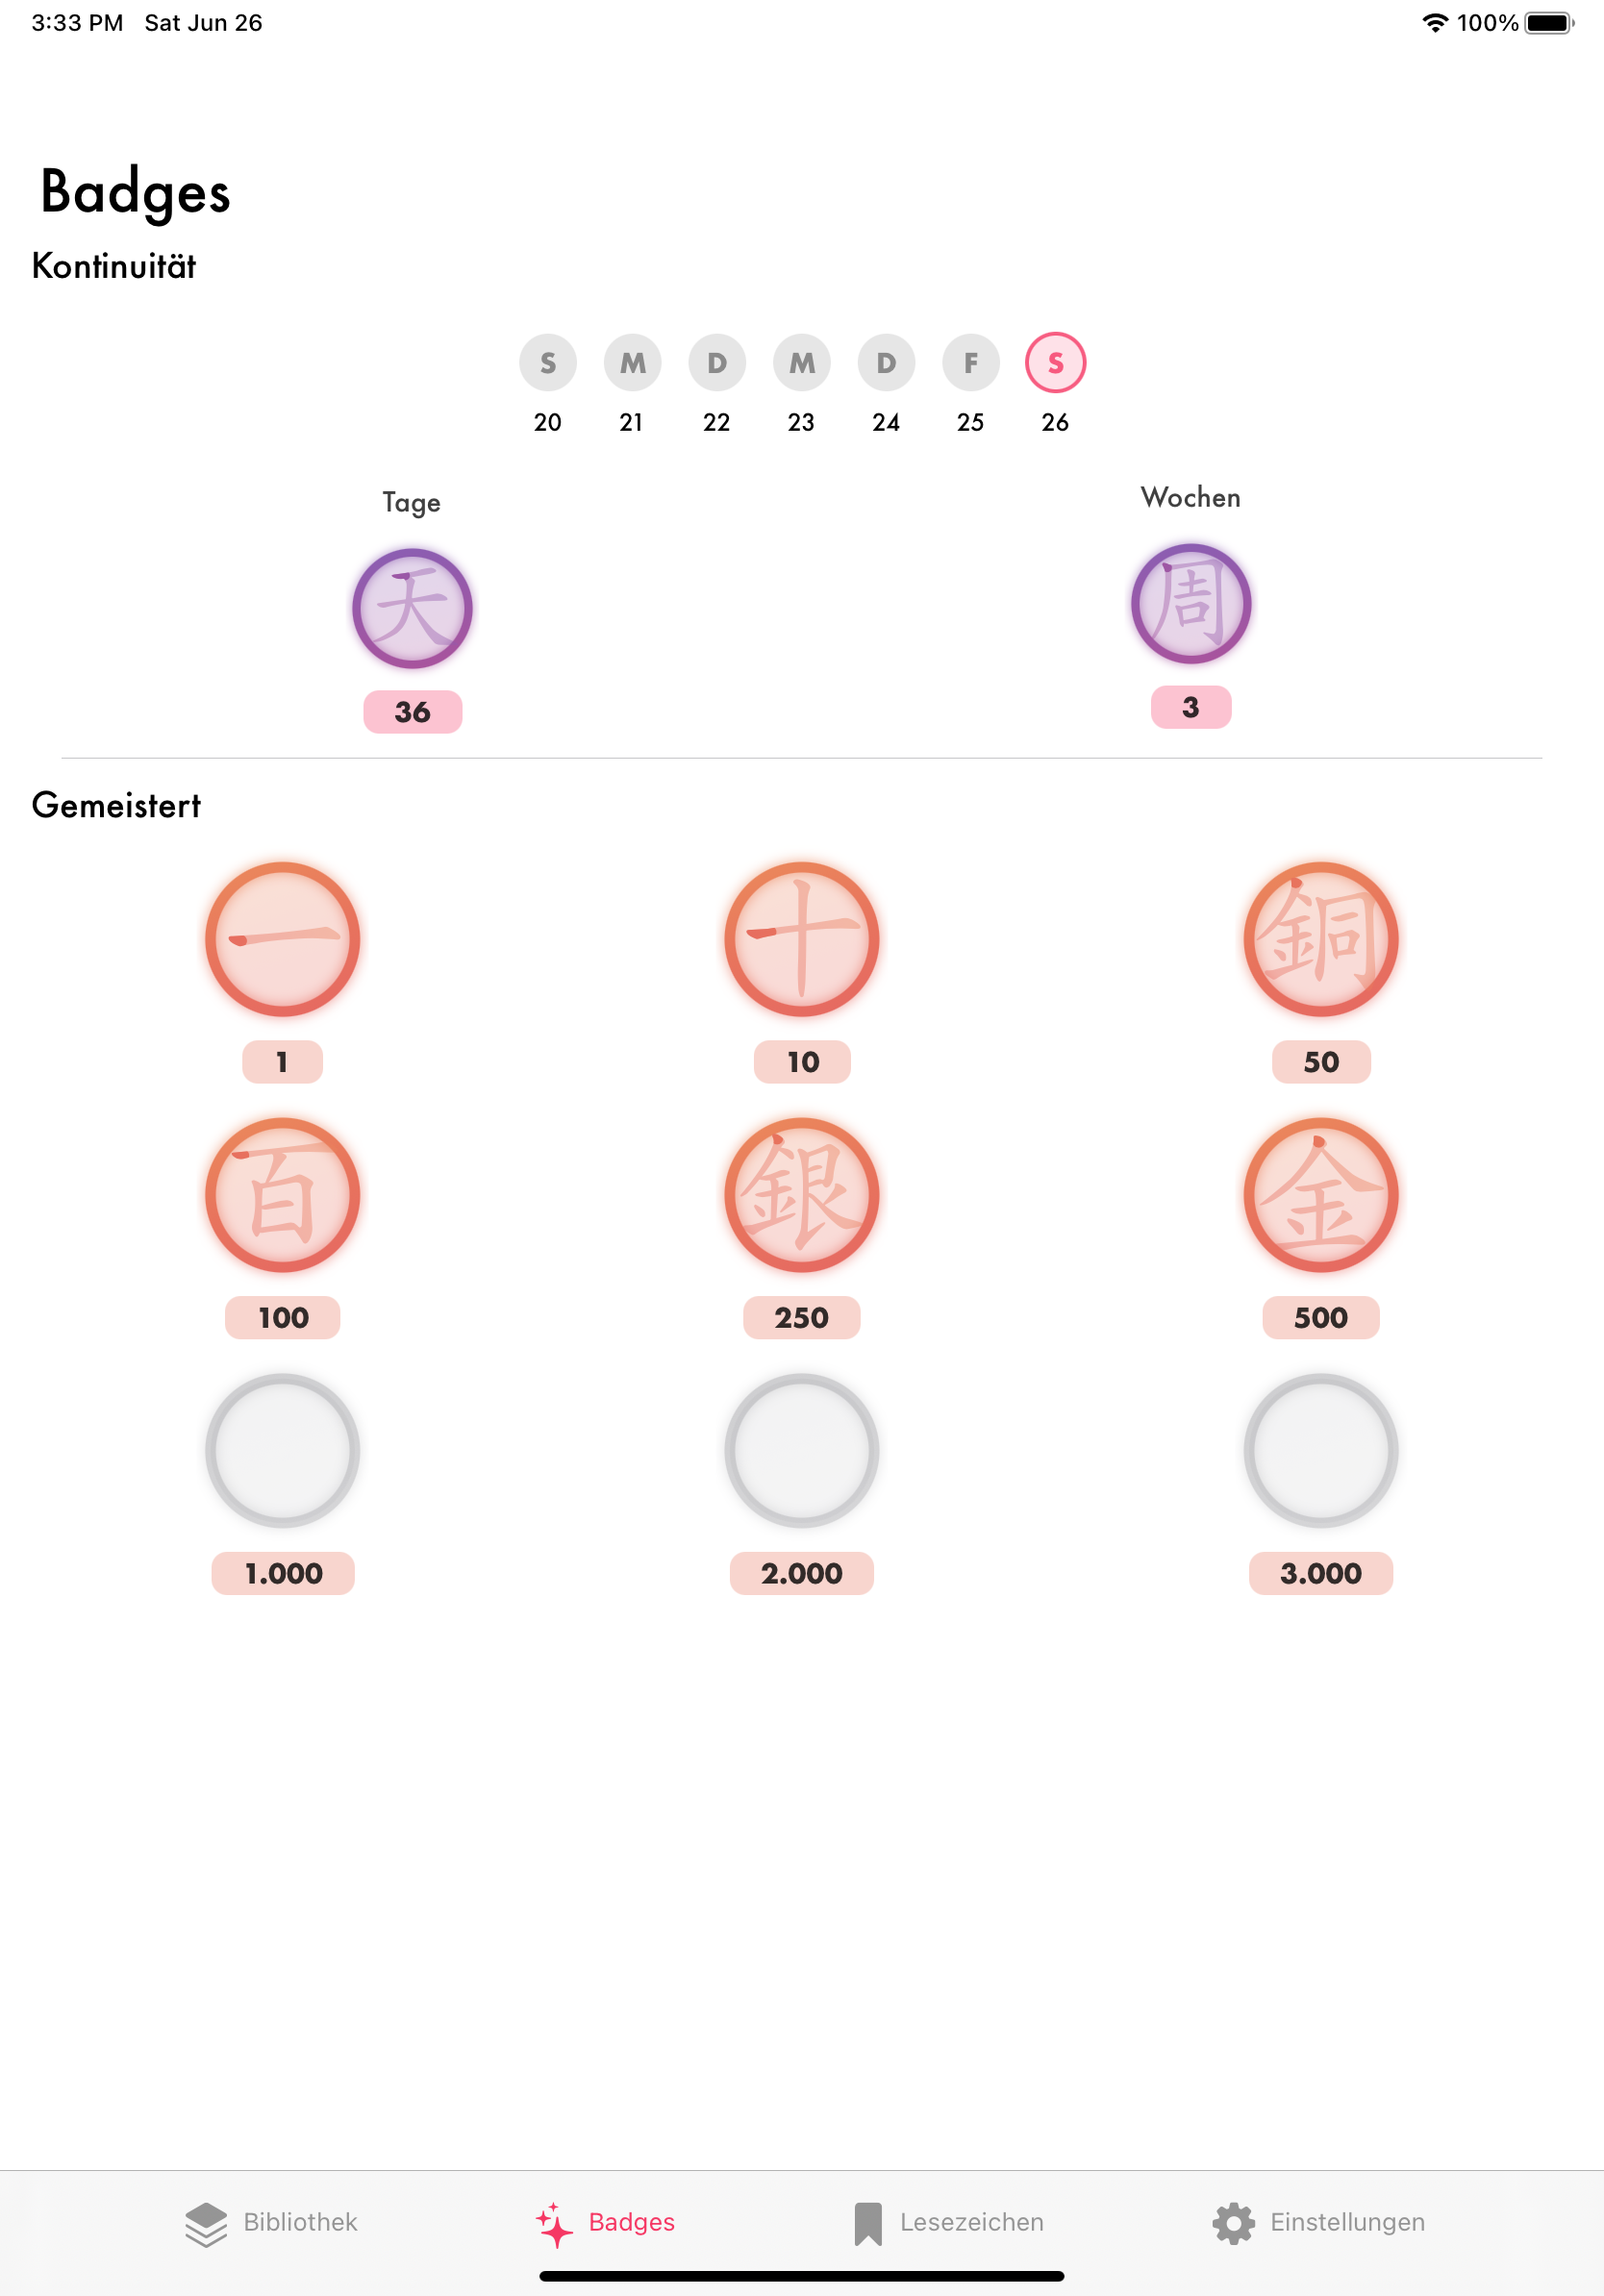 3:33 PM Sat Jun 26 100%
Badges
Kontinuität
S M D M D F S
20 21 22 23 24 25 26
Tage Wochen
天 周
36 3
Gemeistert
一 十 銅
1 10 50
百 銀 金
100 250 500
1.000 2.000 3.000
Bibliothek Badges Lesezeichen Einstellungen